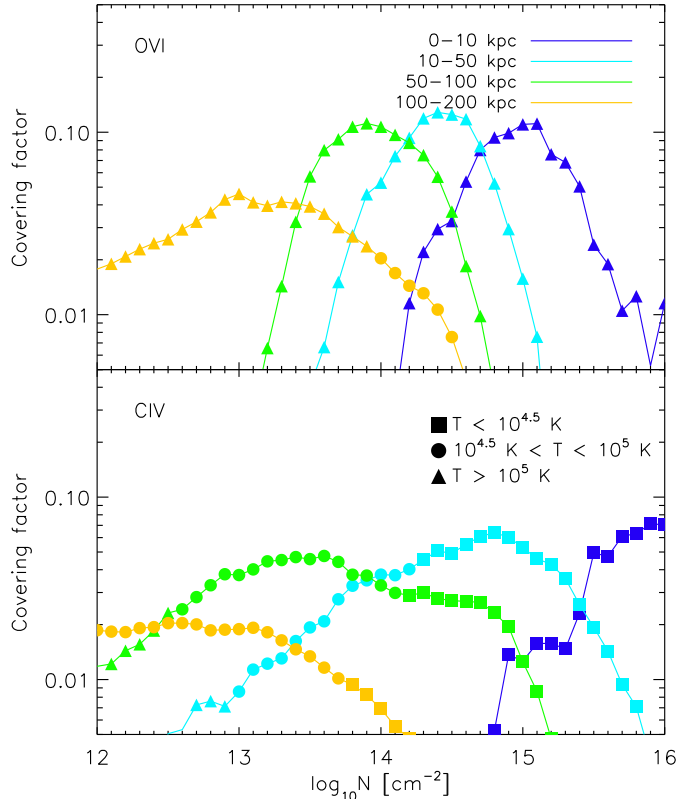 OVI
0-10 kpc
10-50 kpc
50-100 kpc
100-200 kpc
0.10
0.01
Covering factor
CIV
T < 10^4.5 K
10^4.5 K < T < 10^5 K
T > 10^5 K
0.10
0.01
Covering factor
12 13 14 15 16
log10N [cm^-2]